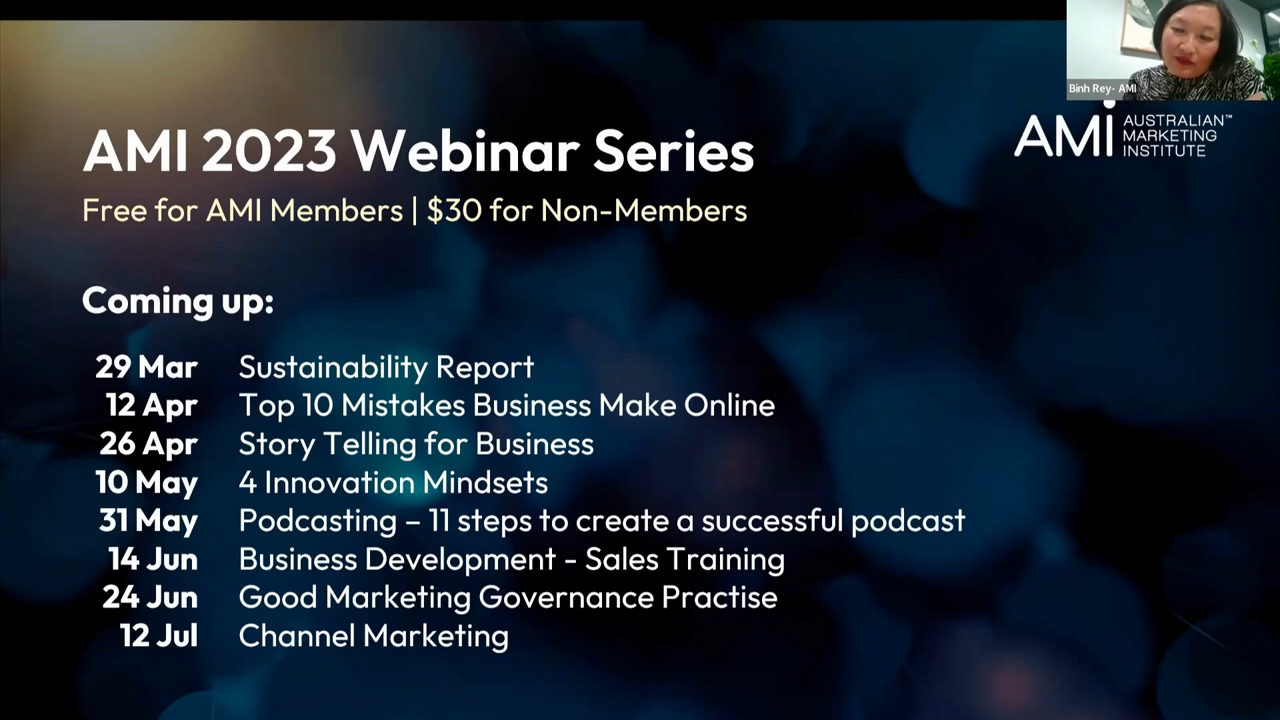 Binh Rey- AMI
AMI AUSTRALIAN™
MARKETING
INSTITUTE
AMI 2023 Webinar Series
Free for AMI Members | $30 for Non-Members
Coming up:
29 Mar Sustainability Report
12 Apr Top 10 Mistakes Business Make Online
26 Apr Story Telling for Business
10 May 4 Innovation Mindsets
31 May Podcasting – 11 steps to create a successful podcast
14 Jun Business Development - Sales Training
24 Jun Good Marketing Governance Practise
12 Jul Channel Marketing